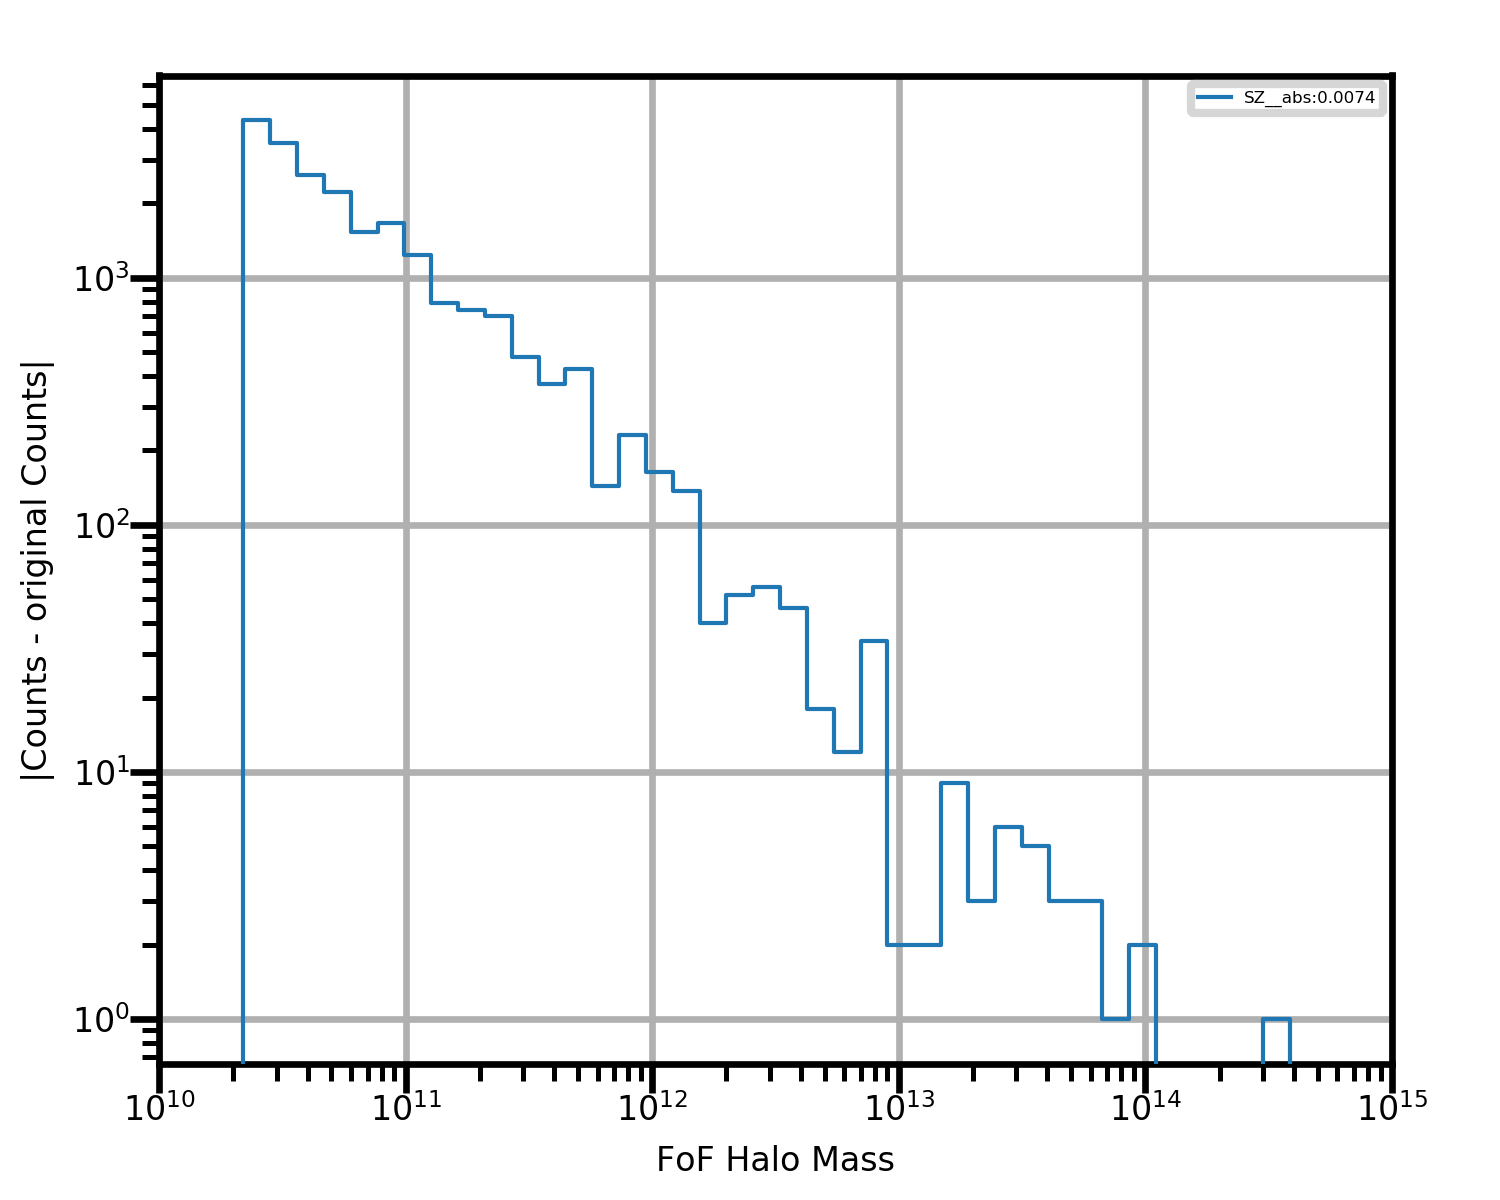 SZ__abs:0.0074
|Counts - original Counts|
10³
10²
10¹
10⁰
10¹⁰ 10¹¹ 10¹² 10¹³ 10¹⁴ 10¹⁵
FoF Halo Mass